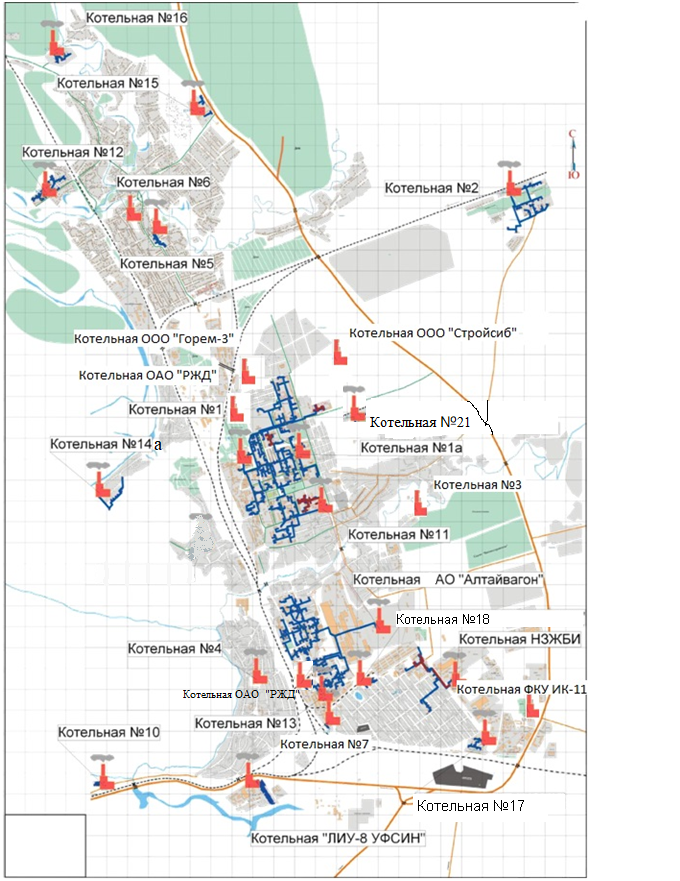 Котельная №16
Котельная №15
С
Котельная №12
Ю
Котельная №6
Котельная №2
Котельная №5
Котельная ООО "Стройсиб"
Котельная ООО "Горем-3"
Котельная ОАО "РЖД"
Котельная №1
Котельная №21
Котельная №14а
Котельная №1а
Котельная №3
Котельная №11
Котельная АО "Алтайвагон"
Котельная №18
Котельная НЗЖБИ
Котельная №4
Котельная ФКУ ИК-11
Котельная ОАО "РЖД"
Котельная №13
Котельная №10
Котельная №7
Котельная №17
Котельная "ЛИУ-8 УФСИН"